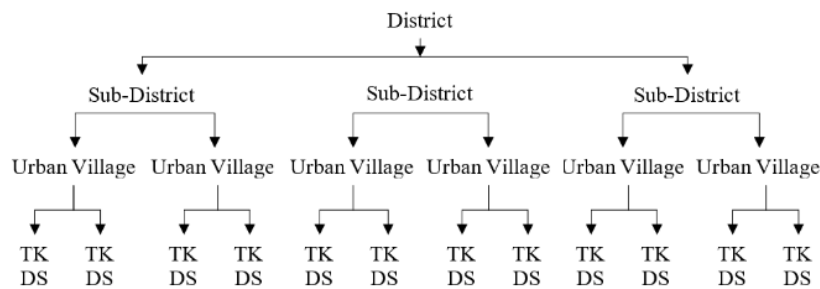 District
Sub-District Sub-District Sub-District
Urban Village Urban Village Urban Village Urban Village Urban Village Urban Village
TK TK TK TK TK TK TK TK TK TK TK TK
DS DS DS DS DS DS DS DS DS DS DS DS